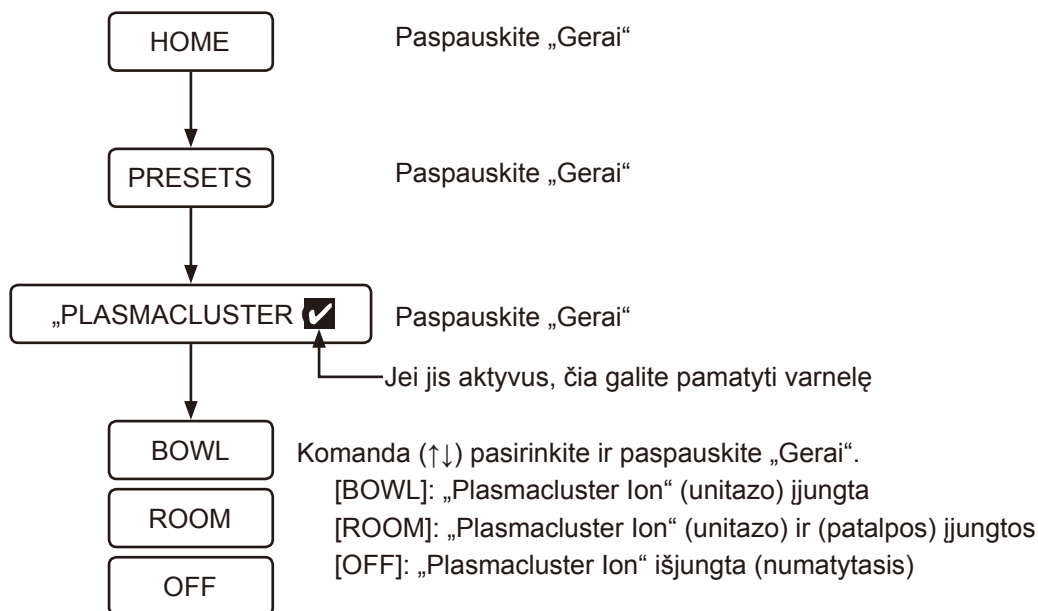 HOME Paspauskite „Gerai“
PRESETS Paspauskite „Gerai“
„PLASMACLUSTER Paspauskite „Gerai“
Jei jis aktyvus, čia galite pamatyti varnelę
BOWL Komanda (↑↓) pasirinkite ir paspauskite „Gerai“.
[BOWL]: „Plasmacluster Ion“ (unitazo) įjungta
ROOM [ROOM]: „Plasmacluster Ion“ (unitazo) ir (patalpos) įjungtos
[OFF]: „Plasmacluster Ion“ išjungta (numatytasis)
OFF